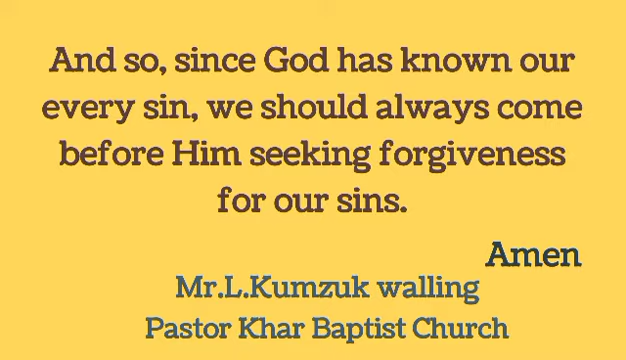 And so, since God has known our
every sin, we should always come
before Him seeking forgiveness
for our sins.
Amen
Mr.L.Kumzuk walling
Pastor Khar Baptist Church